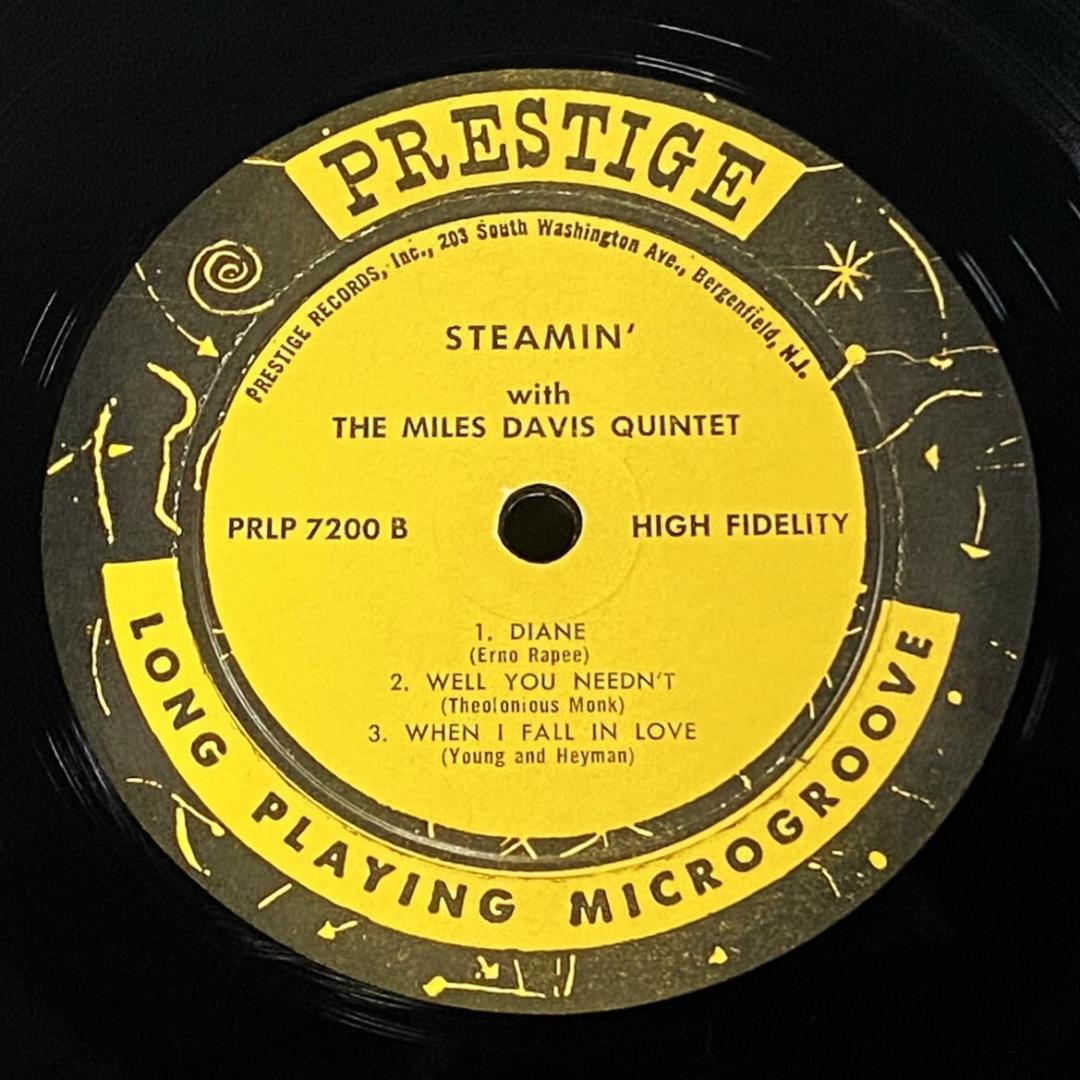 PRESTIGE
PRESTIGE RECORDS, Inc., 203 South Washington Ave., Bergenfield, N.J.
STEAMIN'
with
THE MILES DAVIS QUINTET
PRLP 7200 B
HIGH FIDELITY
1. DIANE
(Erno Rapee)
2. WELL YOU NEEDN'T
(Theolonious Monk)
3. WHEN I FALL IN LOVE
(Young and Heyman)
LONG PLAYING MICROGROOVE